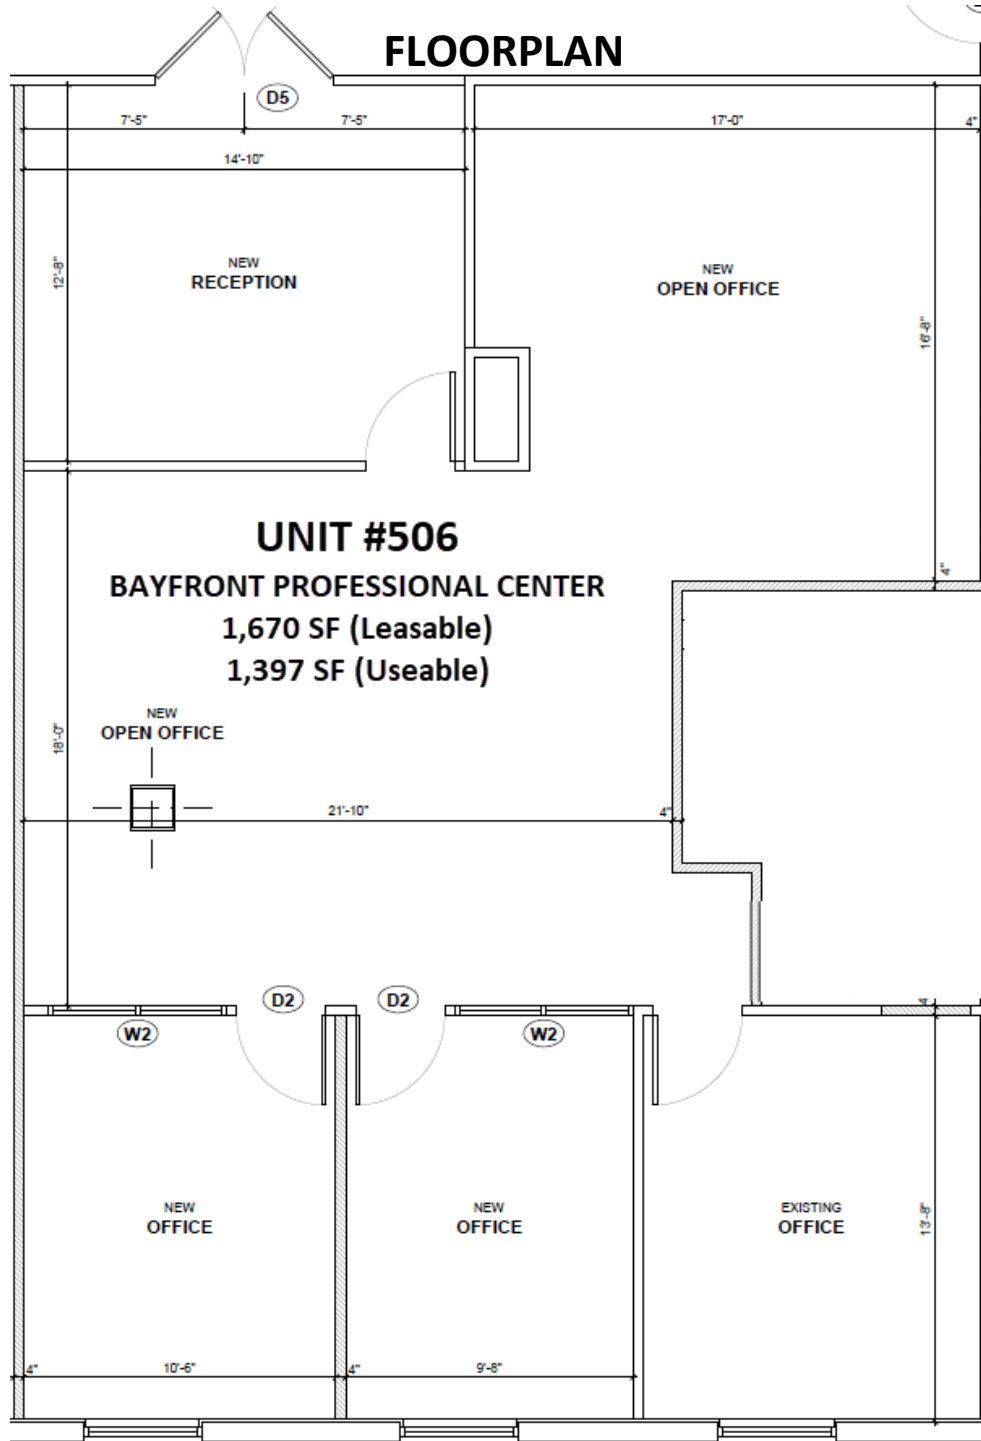 FLOORPLAN
D5
7'-5"
7'-5"
17'-0"
4"
14'-10"
12'-8"
NEW
RECEPTION
NEW
OPEN OFFICE
16'-8"
UNIT #506
BAYFRONT PROFESSIONAL CENTER
1,670 SF (Leasable)
1,397 SF (Useable)
4"
NEW
OPEN OFFICE
18'-0"
21'-10"
4"
D2
D2
W2
W2
NEW
OFFICE
NEW
OFFICE
EXISTING
OFFICE
13'-8"
4"
10'-6"
4"
9'-8"